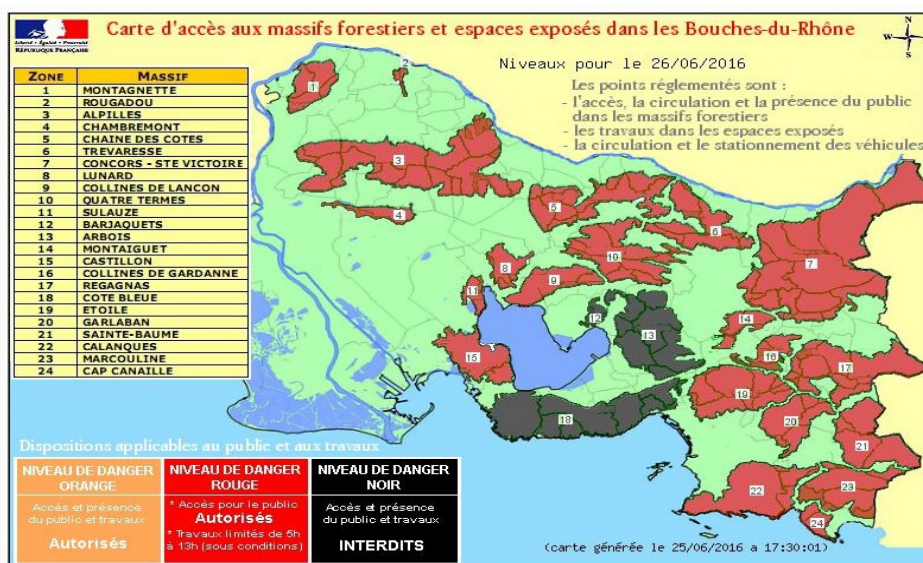 Carte d'accès aux massifs forestiers et espaces exposés dans les Bouches-du-Rhône
Liberté • Égalité • Fraternité
RÉPUBLIQUE FRANÇAISE
N
W
E
S
Niveaux pour le 26/06/2016
Les points réglementés sont :
- l'accès, la circulation et la présence du public
dans les massifs forestiers
- les travaux dans les espaces exposés
- la circulation et le stationnement des véhicules
ZONE MASSIF
1 MONTAGNETTE
2 ROUGADOU
3 ALPILLES
4 CHAMBREMONT
5 CHAINE DES COTES
6 TREVARESSE
7 CONCORS - STE VICTOIRE
8 LUNARD
9 COLLINES DE LANCON
10 QUATRE TERMES
11 SULAUZE
12 BARJAQUETS
13 ARBOIS
14 MONTAIGUET
15 CASTILLON
16 COLLINES DE GARDANNE
17 REGAGNAS
18 COTE BLEUE
19 ETOILE
20 GARLABAN
21 SAINTE-BAUME
22 CALANQUES
23 MARCOULINE
24 CAP CANAILLE
1
2
3
4
5
6
7
8
9
10
11
12
13
14
15
16
17
18
19
20
21
22
23
24
Dispositions applicables au public et aux travaux
NIVEAU DE DANGER
ORANGE
Accès et présence
du public et travaux
Autorisés
NIVEAU DE DANGER
ROUGE
* Accès pour le public
Autorisés
* Travaux limités de 5h
à 13h (sous conditions)
NIVEAU DE DANGER
NOIR
Accès et présence
du public et travaux
INTERDITS
(carte générée le 25/06/2016 a 17:30:01)